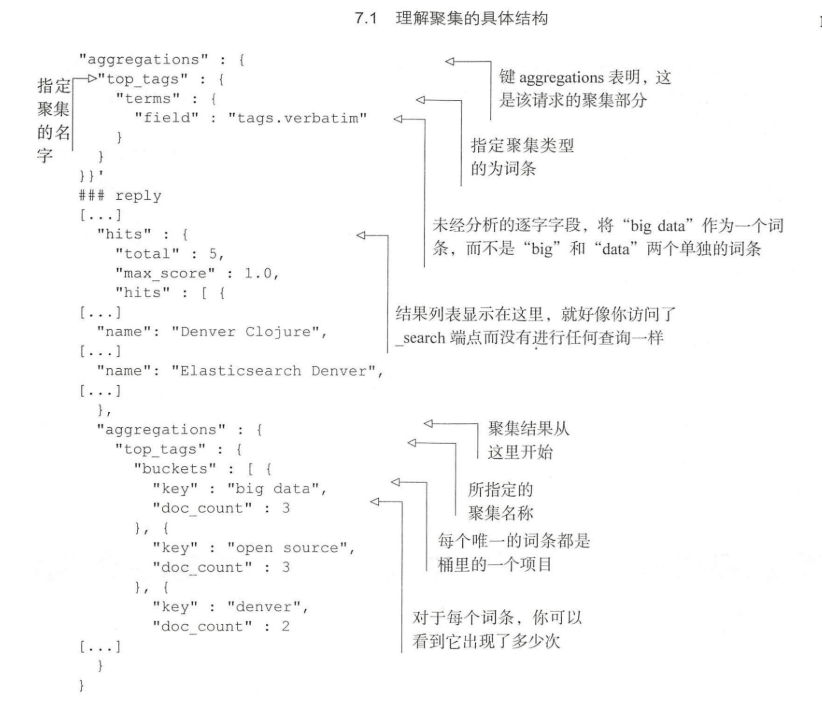 7.1 理解聚集的具体结构
"aggregations" : {
键 aggregations 表明，这
是该请求的聚集部分
指定
聚集
的名
字
"top_tags" : {
"terms" : {
指定聚集类型
的为词条
"field" : "tags.verbatim"
未经分析的逐字字段，将“big data”作为一个词
条，而不是“big”和“data”两个单独的词条
}
}
}}'
### reply
[...]
"hits" : {
结果列表显示在这里，就好像你访问了
_search 端点而没有进行任何查询一样
"total" : 5,
"max_score" : 1.0,
"hits" : [ {
[...]
"name": "Denver Clojure",
[...]
"name": "Elasticsearch Denver",
[...]
},
"aggregations" : {
聚集结果从
这里开始
"top_tags" : {
所指定的
聚集名称
"buckets" : [ {
"key" : "big data",
每个唯一的词条都是
桶里的一个项目
"doc_count" : 3
对于每个词条，你可以
看到它出现了多少次
}, {
"key" : "open source",
"doc_count" : 3
}, {
"key" : "denver",
"doc_count" : 2
[...]
}
}